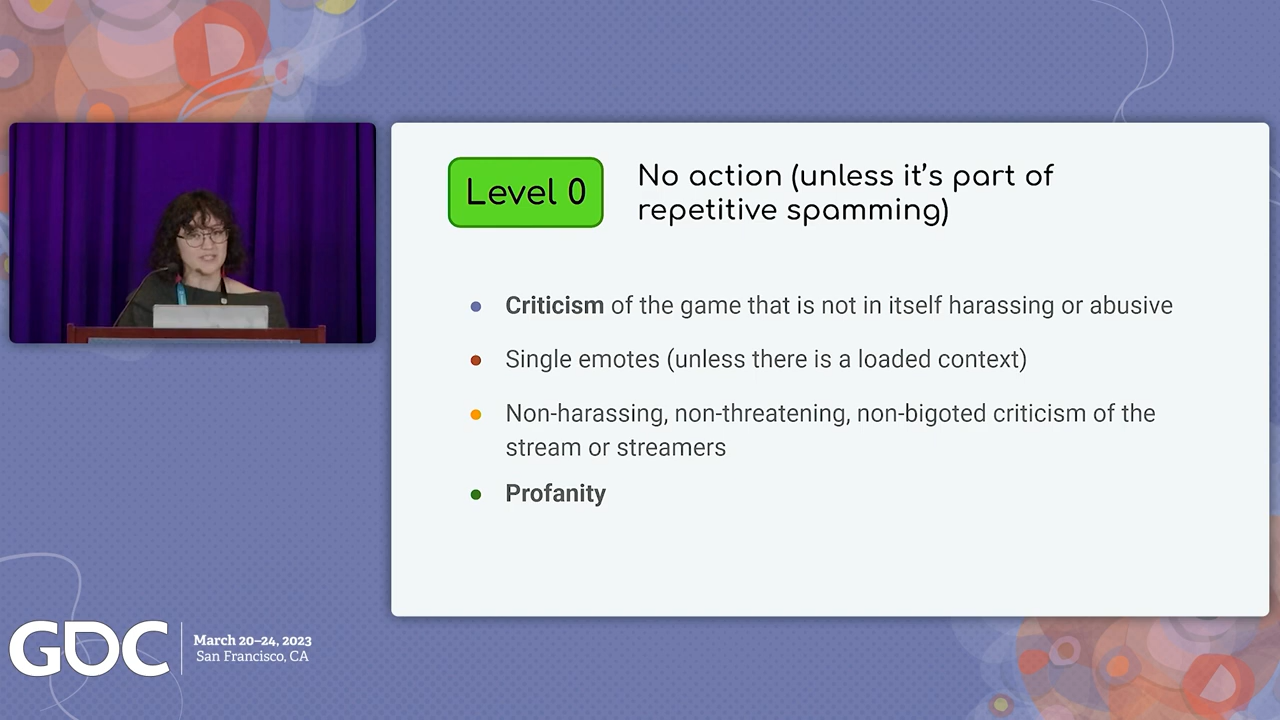 Level 0
No action (unless it's part of
repetitive spamming)
Criticism of the game that is not in itself harassing or abusive
Single emotes (unless there is a loaded context)
Non-harassing, non-threatening, non-bigoted criticism of the
stream or streamers
Profanity
GDC
March 20–24, 2023
San Francisco, CA